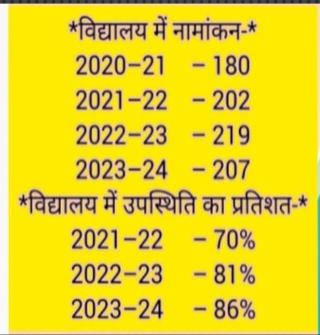 *विद्यालय में नामांकन-*
2020-21 - 180
2021-22 - 202
2022-23 - 219
2023-24 - 207
*विद्यालय में उपस्थिति का प्रतिशत-*
2021-22 - 70%
2022-23 - 81%
2023-24 - 86%